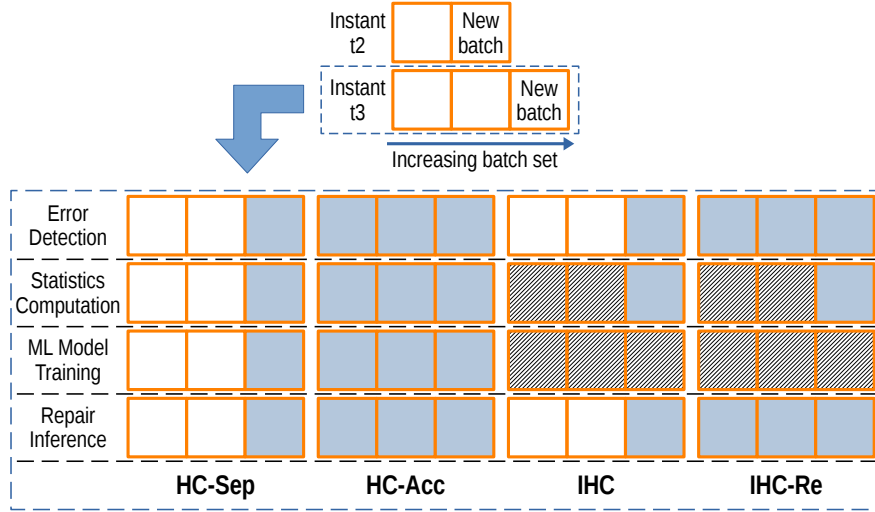 Instant
t2
New
batch
Instant
t3
New
batch
Increasing batch set
Error
Detection
Statistics
Computation
ML Model
Training
Repair
Inference
HC-Sep
HC-Acc
IHC
IHC-Re